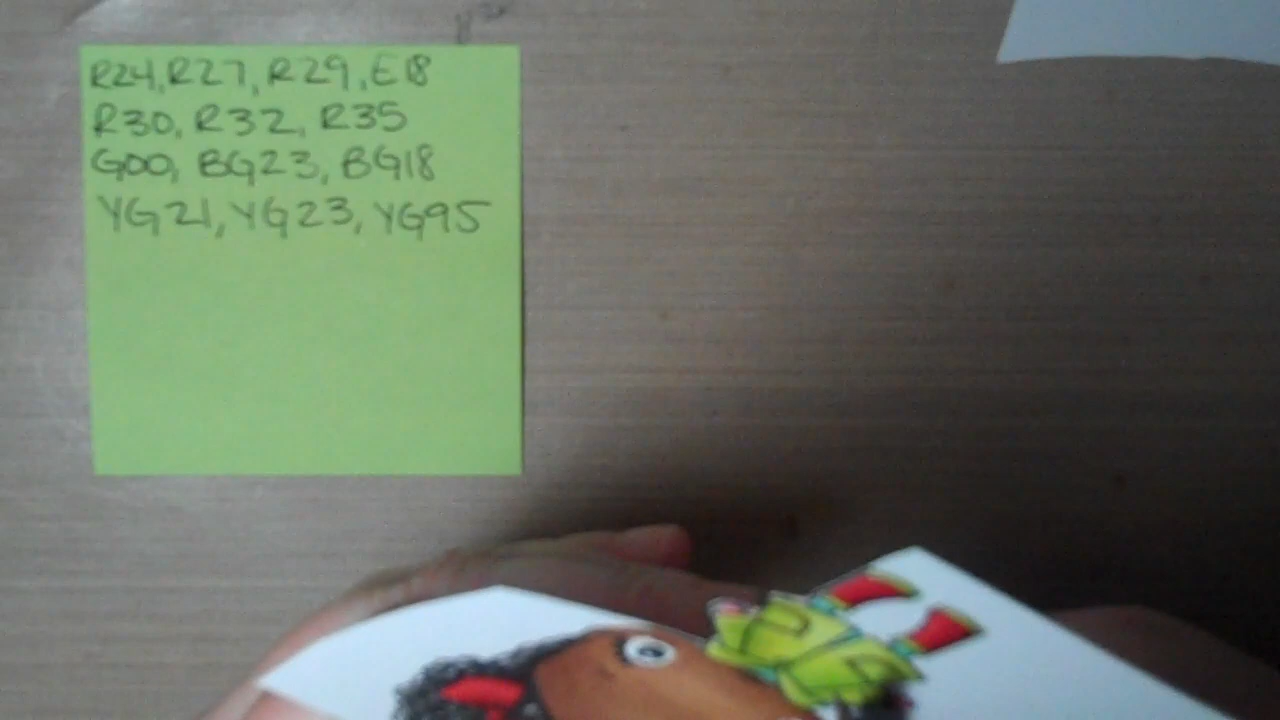 R24, R27, R29, E18
R30, R32, R35
G00, BG23, BG18
YG21, YG23, YG95